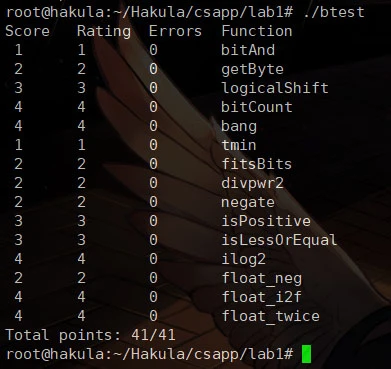 root@hakula:~/Hakula/csapp/lab1# ./btest
Score Rating Errors Function
1 1 0 bitAnd
2 2 0 getByte
3 3 0 logicalShift
4 4 0 bitCount
4 4 0 bang
1 1 0 tmin
2 2 0 fitsBits
2 2 0 divpwr2
2 2 0 negate
3 3 0 isPositive
3 3 0 isLessOrEqual
4 4 0 ilog2
2 2 0 float_neg
4 4 0 float_i2f
4 4 0 float_twice
Total points: 41/41
root@hakula:~/Hakula/csapp/lab1#